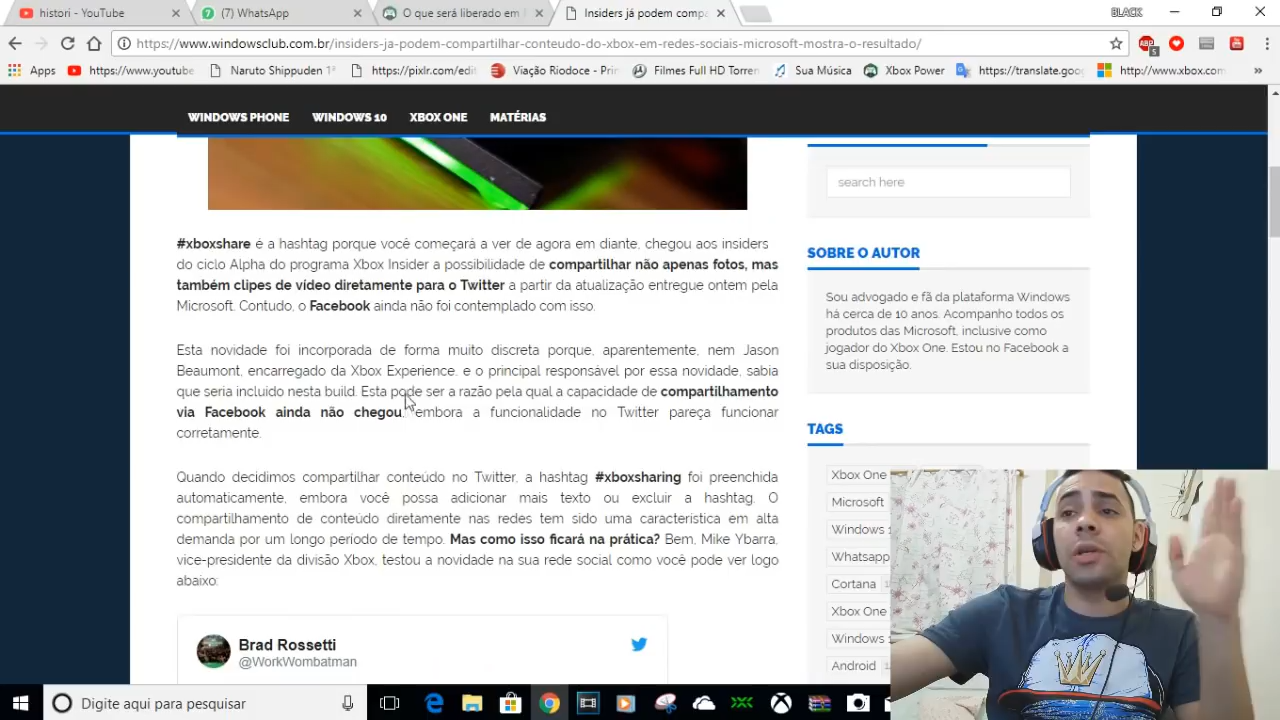 histori - YouTube
(7) WhatsApp
O que será liberado em
Insiders já podem comp
BLACK
https://www.windowsclub.com.br/insiders-ja-podem-compartilhar-conteudo-do-xbox-em-redes-sociais-microsoft-mostra-o-resultado/
ABP
5
Apps
https://www.youtube
Naruto Shippuden 1ª
https://pixlr.com/edit
Viação Riodoce - Prin
Filmes Full HD Torren
Sua Música
Xbox Power
https://translate.goog
http://www.xbox.com
WINDOWS PHONE
WINDOWS 10
XBOX ONE
MATÉRIAS
search here
#xboxshare é a hashtag porque você começará a ver de agora em diante, chegou aos insiders
do ciclo Alpha do programa Xbox Insider a possibilidade de compartilhar não apenas fotos, mas
também clipes de vídeo diretamente para o Twitter a partir da atualização entregue ontem pela
Microsoft. Contudo, o Facebook ainda não foi contemplado com isso.
Esta novidade foi incorporada de forma muito discreta porque, aparentemente, nem Jason
Beaumont, encarregado da Xbox Experience, e o principal responsável por essa novidade, sabia
que seria incluído nesta build. Esta pode ser a razão pela qual a capacidade de compartilhamento
via Facebook ainda não chegou, embora a funcionalidade no Twitter pareça funcionar
corretamente.
Quando decidimos compartilhar conteúdo no Twitter, a hashtag #xboxsharing foi preenchida
automaticamente, embora você possa adicionar mais texto ou excluir a hashtag. O
compartilhamento de conteúdo diretamente nas redes tem sido uma característica em alta
demanda por um longo período de tempo. Mas como isso ficará na prática? Bem, Mike Ybarra,
vice-presidente da divisão Xbox, testou a novidade na sua rede social como você pode ver logo
abaixo:
Brad Rossetti
@WorkWombatman
SOBRE O AUTOR
Sou advogado e fã da plataforma Windows
há cerca de 10 anos. Acompanho todos os
produtos das Microsoft, inclusive como
jogador do Xbox One. Estou no Facebook a
sua disposição.
TAGS
Xbox One
Microsoft
Windows 1
Whatsapp
Cortana
Xbox One
Windows
Android
Digite aqui para pesquisar